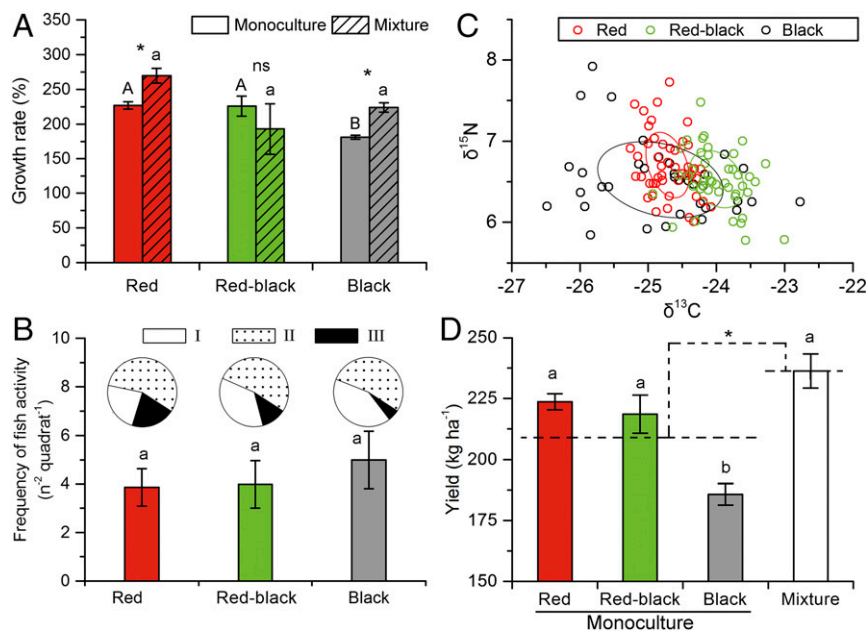 A
Monoculture Mixture
Growth rate (%)
350
300
250
200
150
100
50
0
* A a
A ns a
* B a
Red Red-black Black
B
I II III
Frequency of fish activity
(n⁻² quadrat⁻¹)
10
8
6
4
2
0
a a a
Red Red-black Black
C
Red Red-black Black
δ¹⁵N
8
7
6
-27 -26 -25 -24 -23 -22
δ¹³C
D
Yield (kg ha⁻¹)
250
225
200
175
150
a a b a
*
Red Red-black Black Mixture
Monoculture